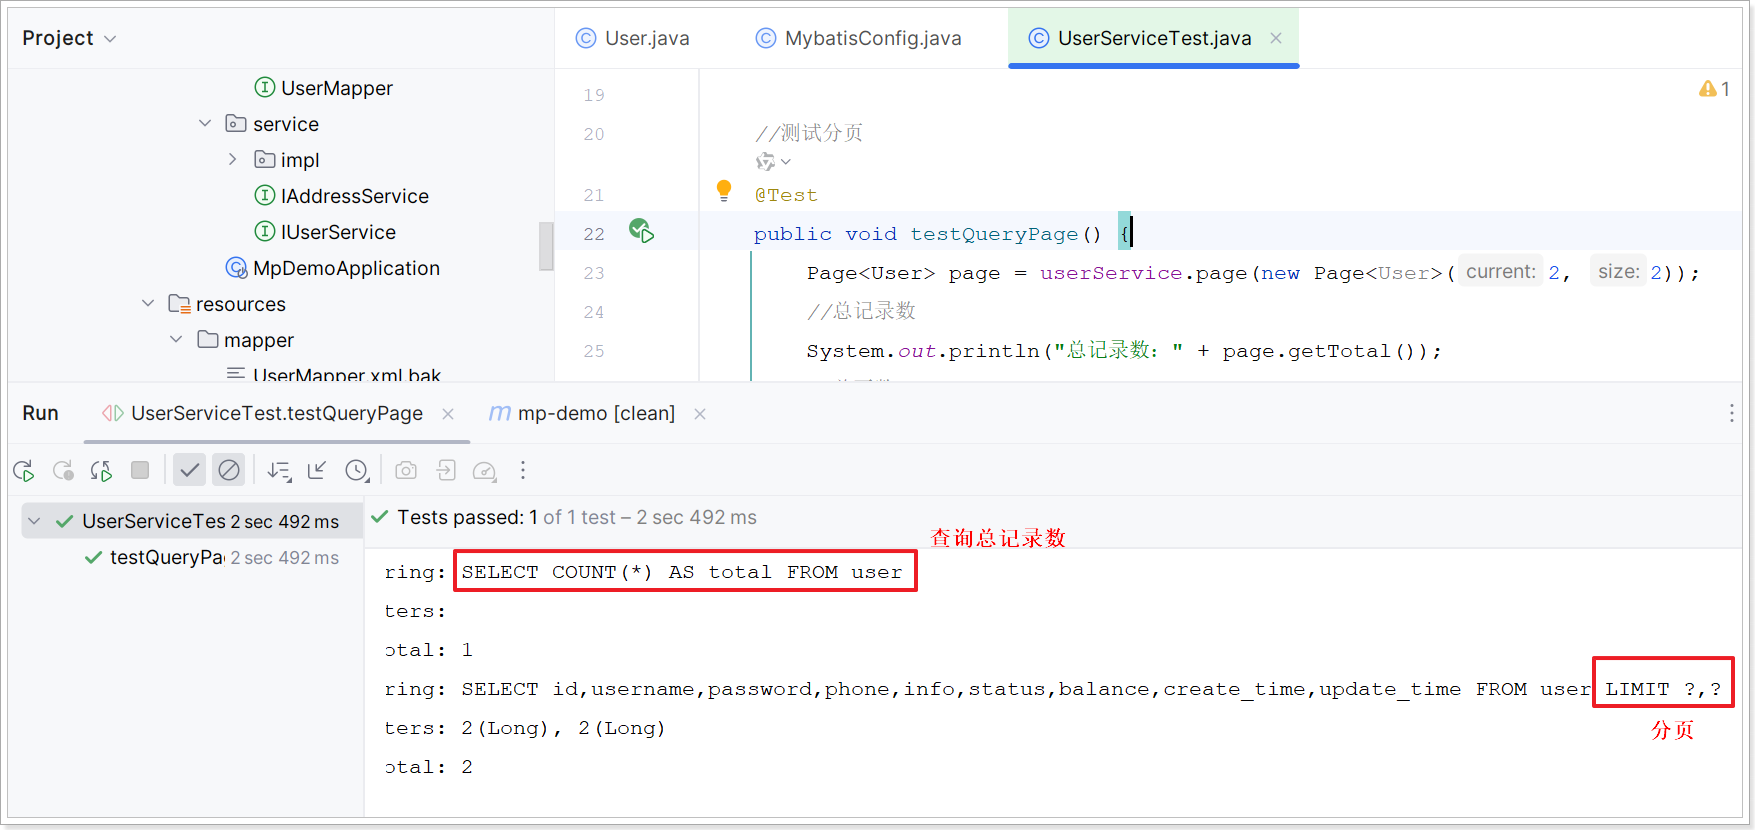 Project
User.java
MybatisConfig.java
UserServiceTest.java
UserMapper
service
impl
IAddressService
IUserService
MpDemoApplication
resources
mapper
UserMapper.xml.bak
1
19
20 //测试分页
21 @Test
22 public void testQueryPage() {
23 Page<User> page = userService.page(new Page<User>( current: 2, size: 2));
24 //总记录数
25 System.out.println("总记录数：" + page.getTotal());
Run
UserServiceTest.testQueryPage
mp-demo [clean]
UserServiceTes 2 sec 492 ms
testQueryPa 2 sec 492 ms
Tests passed: 1 of 1 test – 2 sec 492 ms
查询总记录数
ring: SELECT COUNT(*) AS total FROM user
ters:
otal: 1
ring: SELECT id,username,password,phone,info,status,balance,create_time,update_time FROM user LIMIT ?,?
ters: 2(Long), 2(Long)
分页
otal: 2